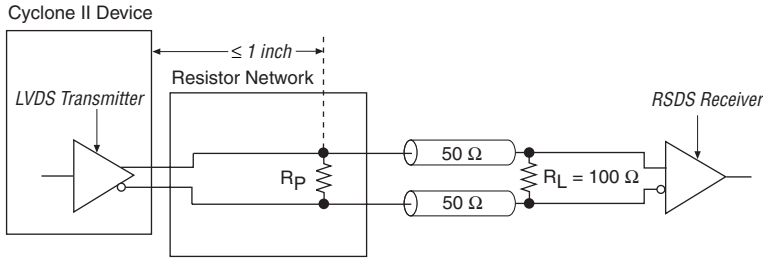 Cyclone II Device
≤ 1 inch
Resistor Network
LVDS Transmitter
RSDS Receiver
50 Ω
RP
RL = 100 Ω
50 Ω